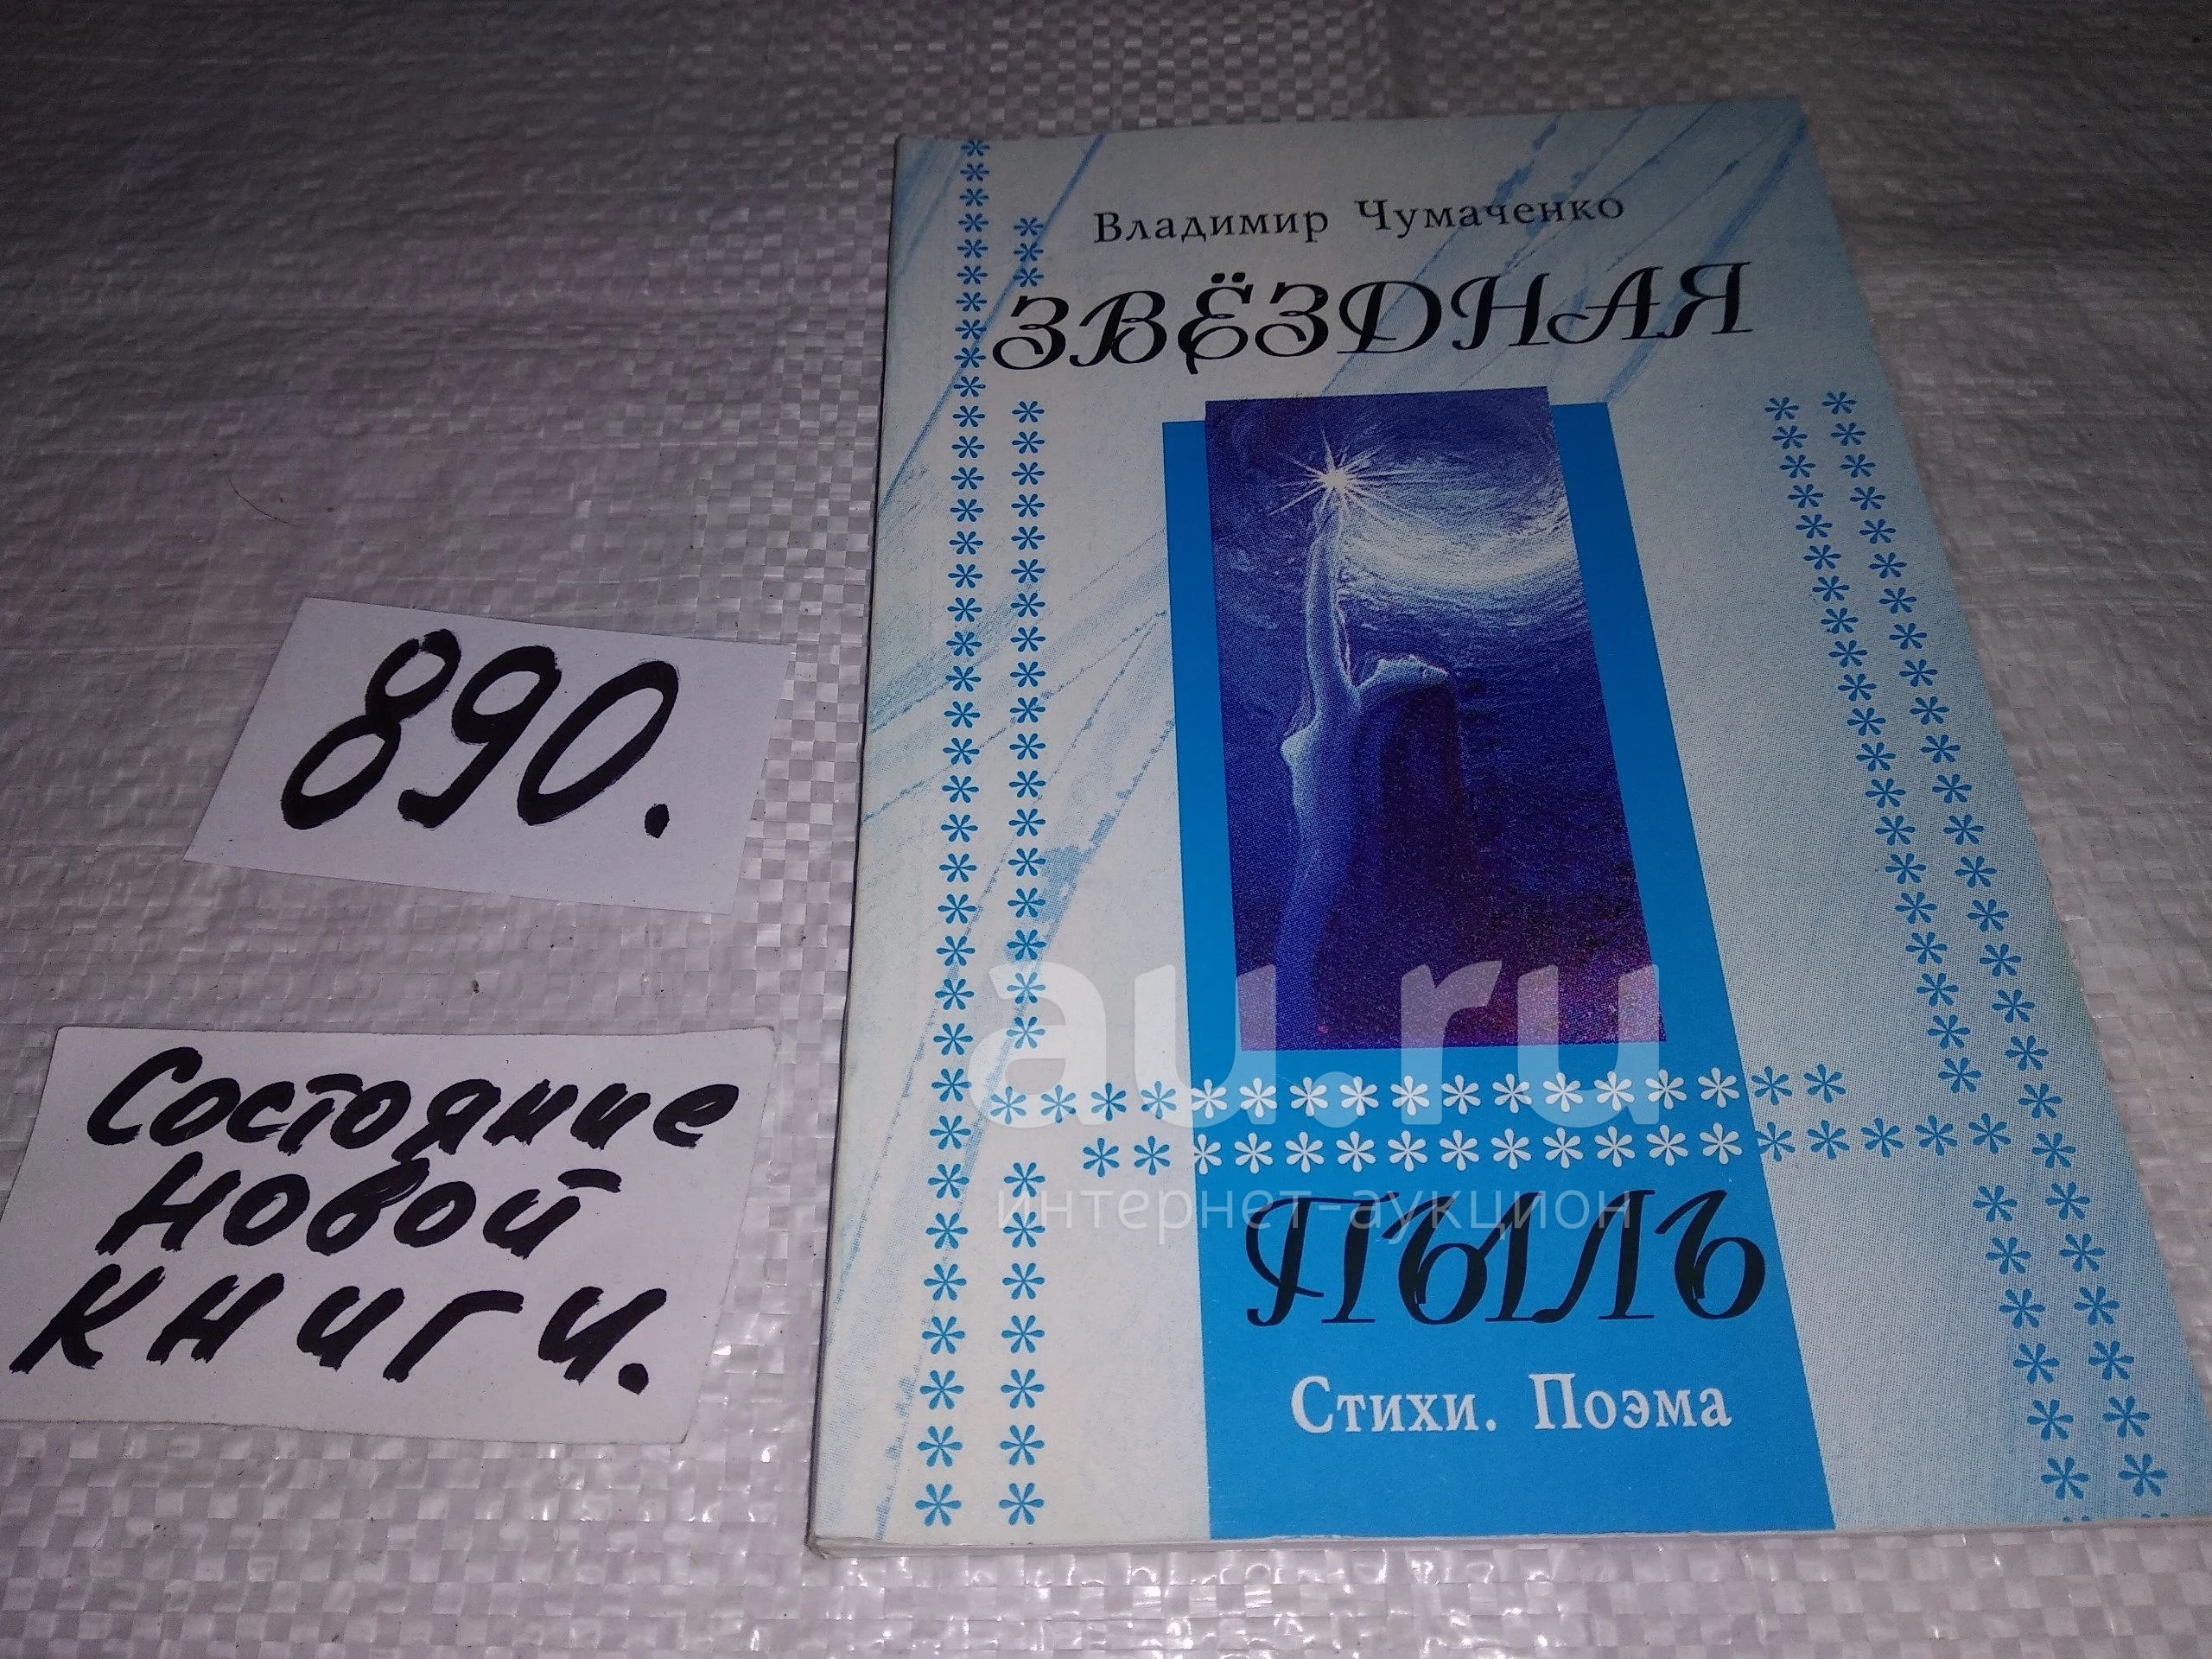 Владимир Чумаченко
ЗВЁЗДНАЯ
890.
au.ru
интернет-аукцион
Состояние
новой
книги.
ПЫЛЬ
Стихи. Поэма